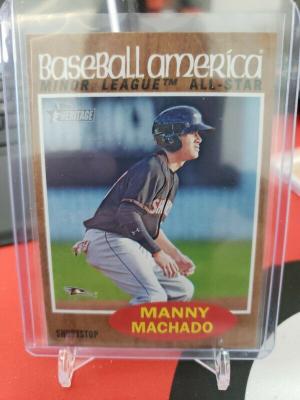 Baseball america
MINOR LEAGUE™ ALL-STAR
HERITAGE
MANNY
MACHADO
SHORTSTOP